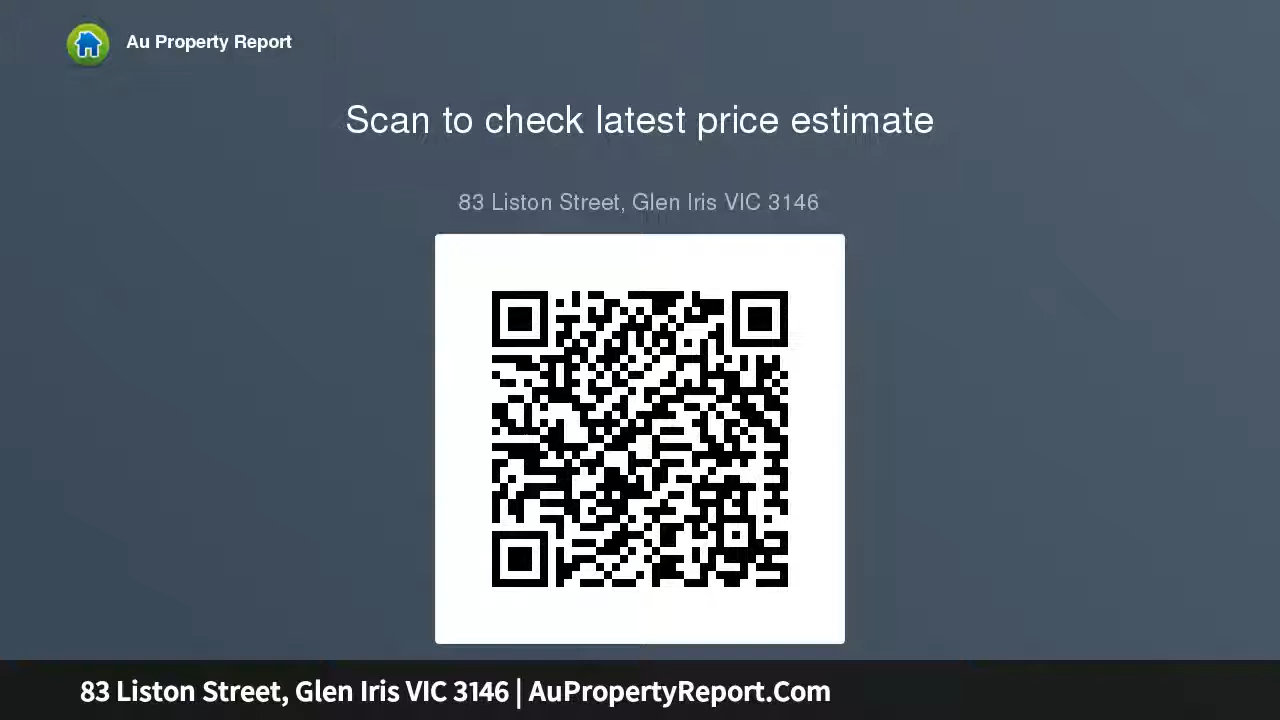 Au Property Report
Scan to check latest price estimate
83 Liston Street, Glen Iris VIC 3146
83 Liston Street, Glen Iris VIC 3146 | AuPropertyReport.Com